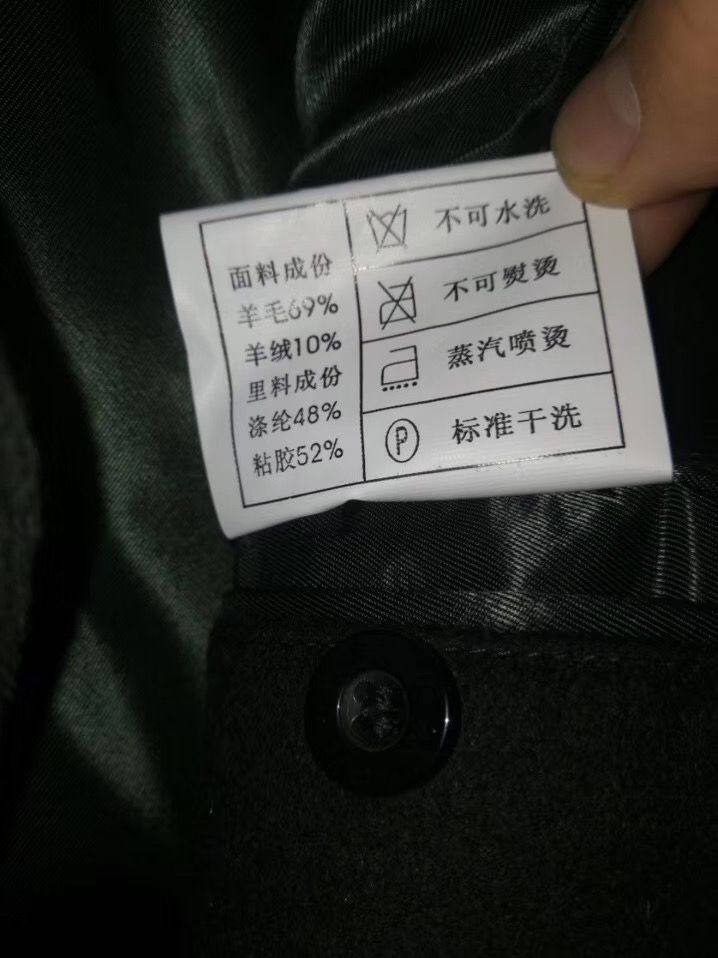 面料成份
羊毛69%
羊绒10%
里料成份
涤纶48%
粘胶52%
不可水洗
不可熨烫
蒸汽喷烫
P
标准干洗